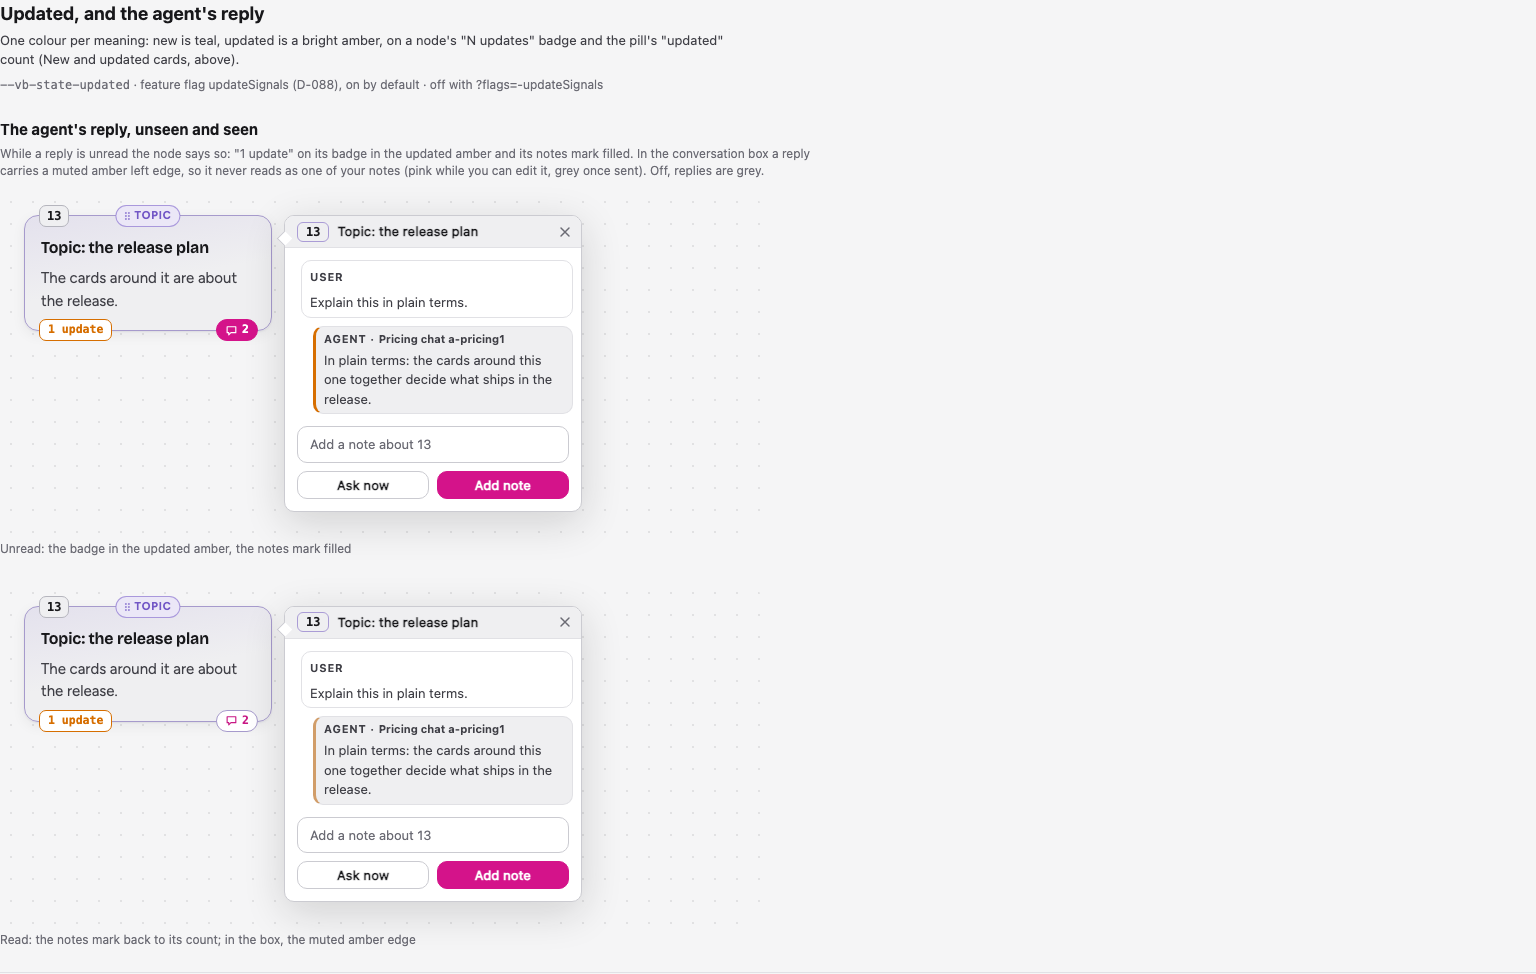 Updated, and the agent's reply
One colour per meaning: new is teal, updated is a bright amber, on a node's "N updates" badge and the pill's "updated"
count (New and updated cards, above).
--vb-state-updated · feature flag updateSignals (D-088), on by default · off with ?flags=-updateSignals
The agent's reply, unseen and seen
While a reply is unread the node says so: "1 update" on its badge in the updated amber and its notes mark filled. In the conversation box a reply
carries a muted amber left edge, so it never reads as one of your notes (pink while you can edit it, grey once sent). Off, replies are grey.
13
TOPIC
Topic: the release plan
The cards around it are about
the release.
1 update
2
13 Topic: the release plan
USER
Explain this in plain terms.
AGENT · Pricing chat a-pricing1
In plain terms: the cards around this
one together decide what ships in the
release.
Add a note about 13
Ask now
Add note
Unread: the badge in the updated amber, the notes mark filled
13
TOPIC
Topic: the release plan
The cards around it are about
the release.
1 update
2
13 Topic: the release plan
USER
Explain this in plain terms.
AGENT · Pricing chat a-pricing1
In plain terms: the cards around this
one together decide what ships in the
release.
Add a note about 13
Ask now
Add note
Read: the notes mark back to its count; in the box, the muted amber edge